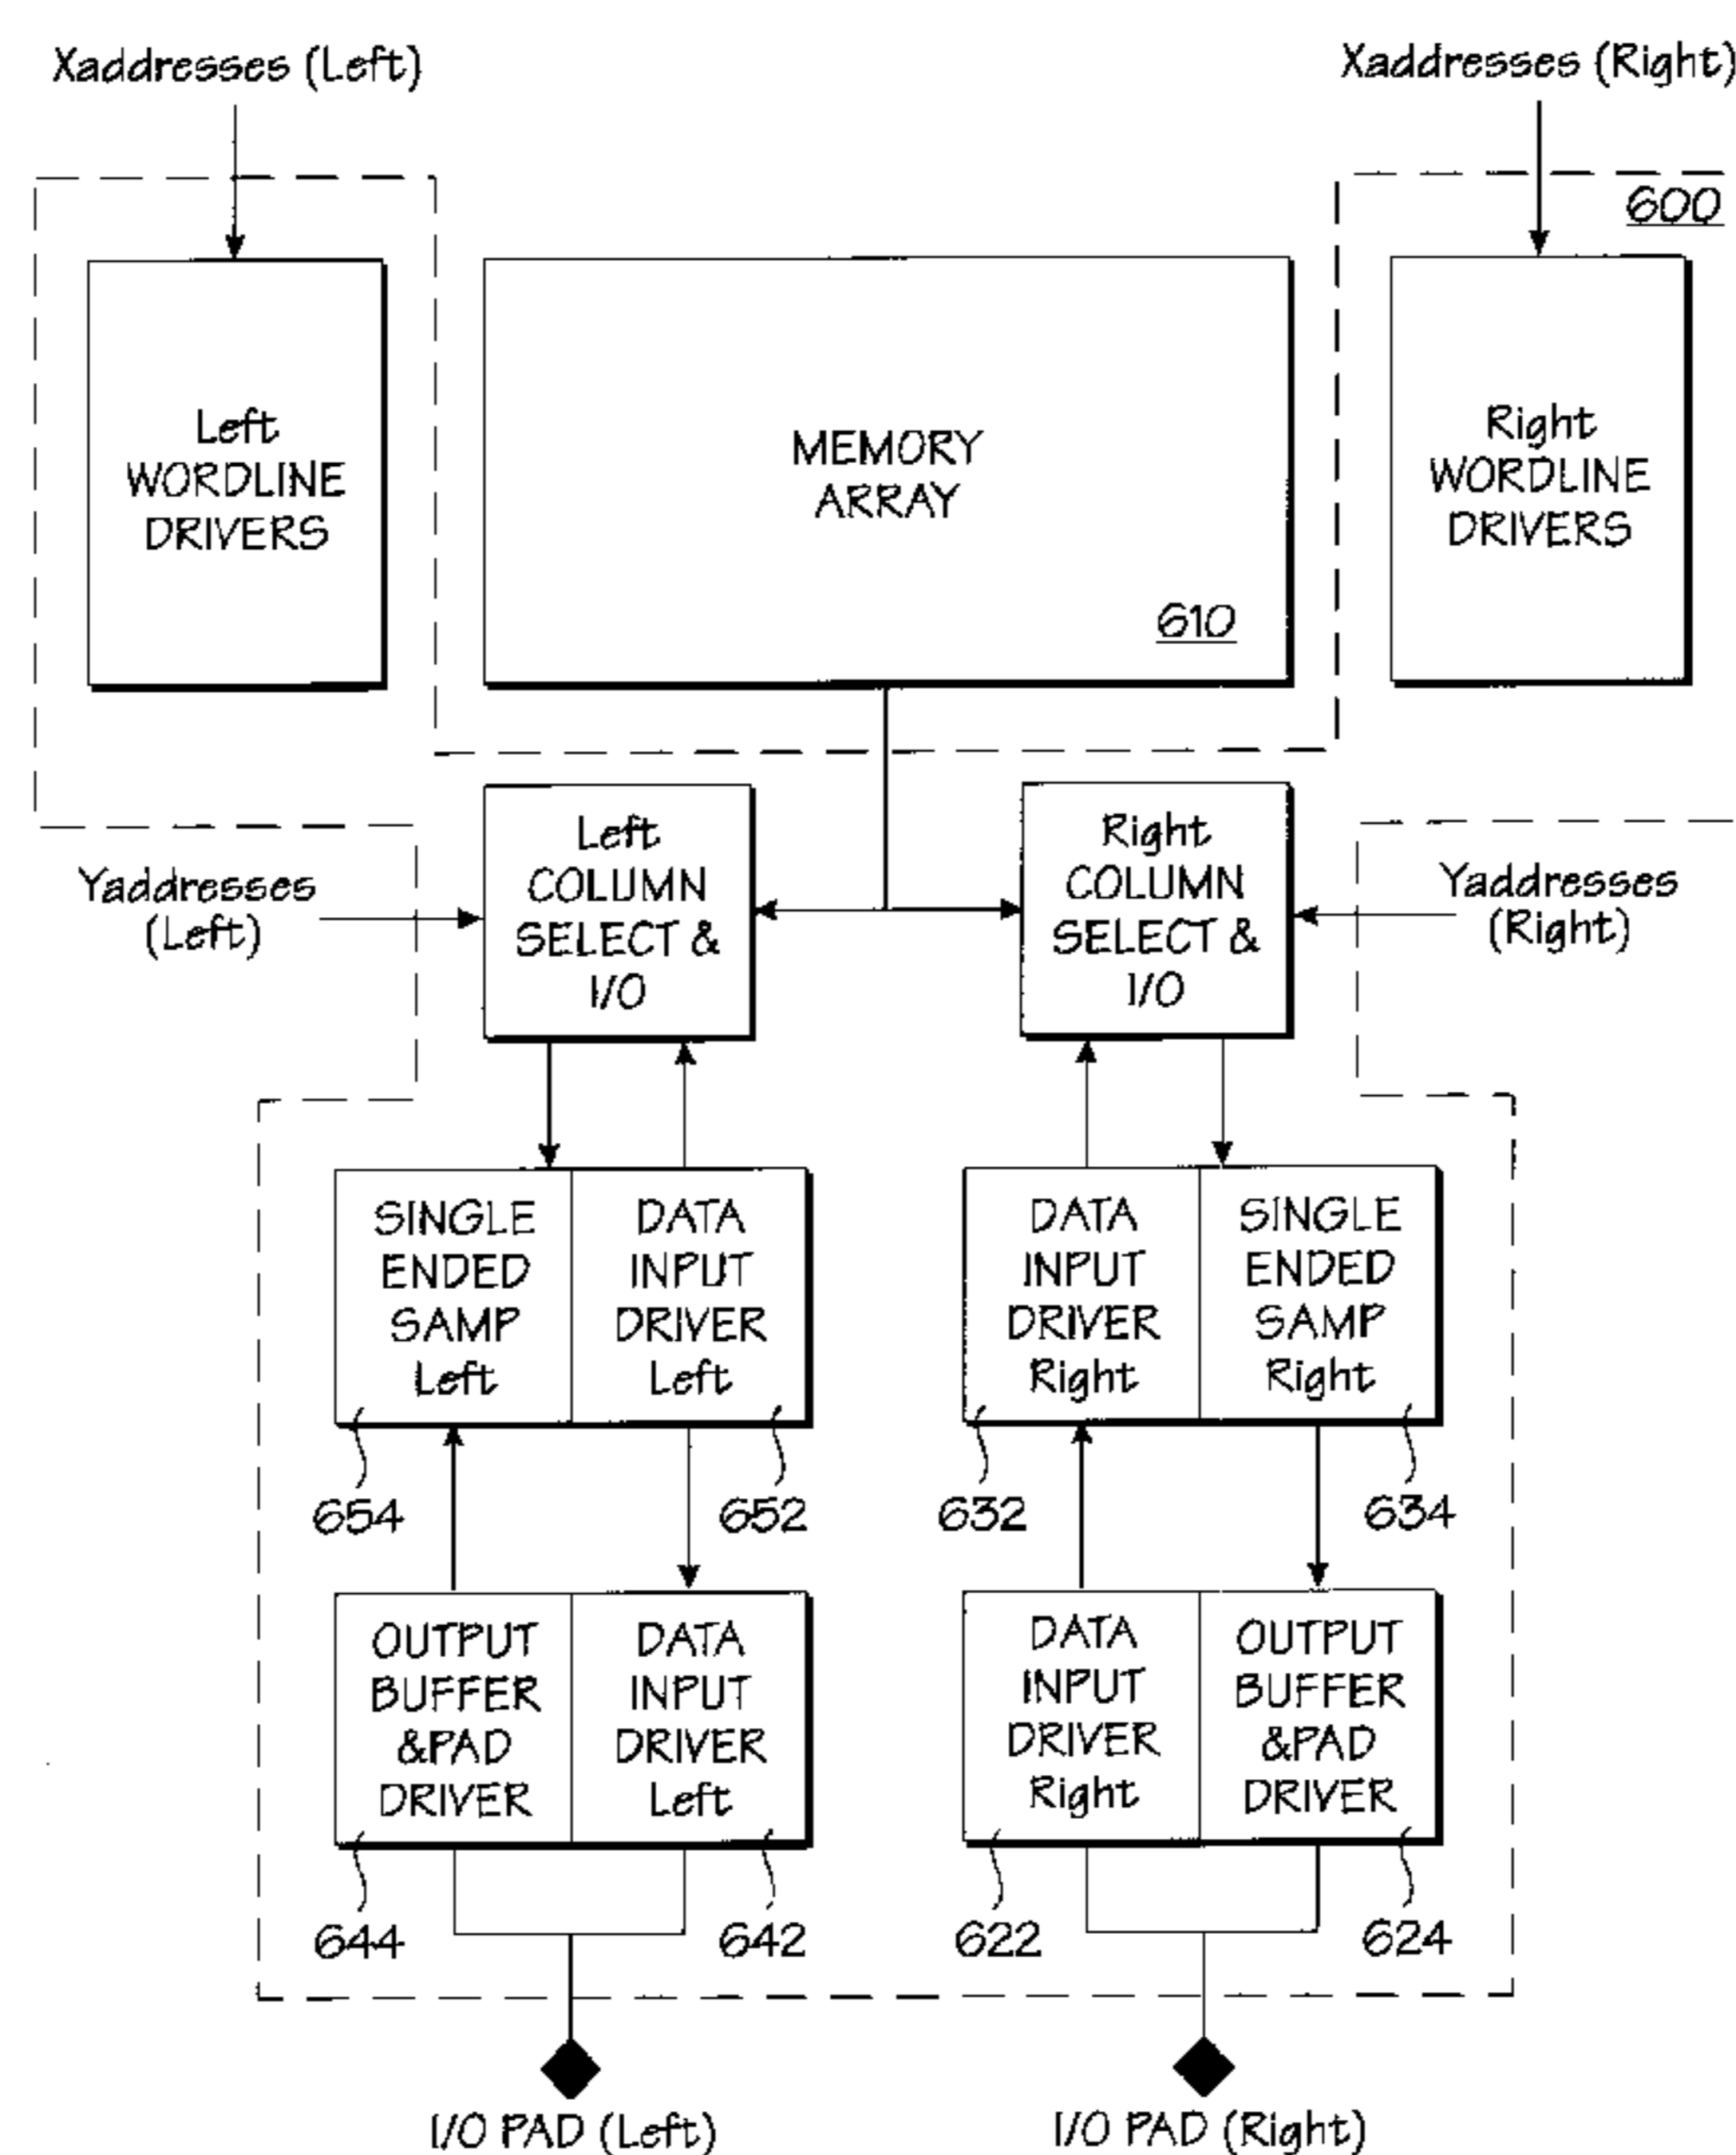 Xaddresses (Left)
Xaddresses (Right)
600
Left
WORDLINE
DRIVERS
MEMORY
ARRAY
610
Right
WORDLINE
DRIVERS
Yaddresses
(Left)
Left
COLUMN
SELECT &
I/O
Right
COLUMN
SELECT &
I/O
Yaddresses
(Right)
SINGLE
ENDED
SAMP
Left
DATA
INPUT
DRIVER
Left
DATA
INPUT
DRIVER
Right
SINGLE
ENDED
SAMP
Right
654
652
632
634
OUTPUT
BUFFER
&PAD
DRIVER
DATA
INPUT
DRIVER
Left
DATA
INPUT
DRIVER
Right
OUTPUT
BUFFER
&PAD
DRIVER
644
642
622
624
I/O PAD (Left)
I/O PAD (Right)